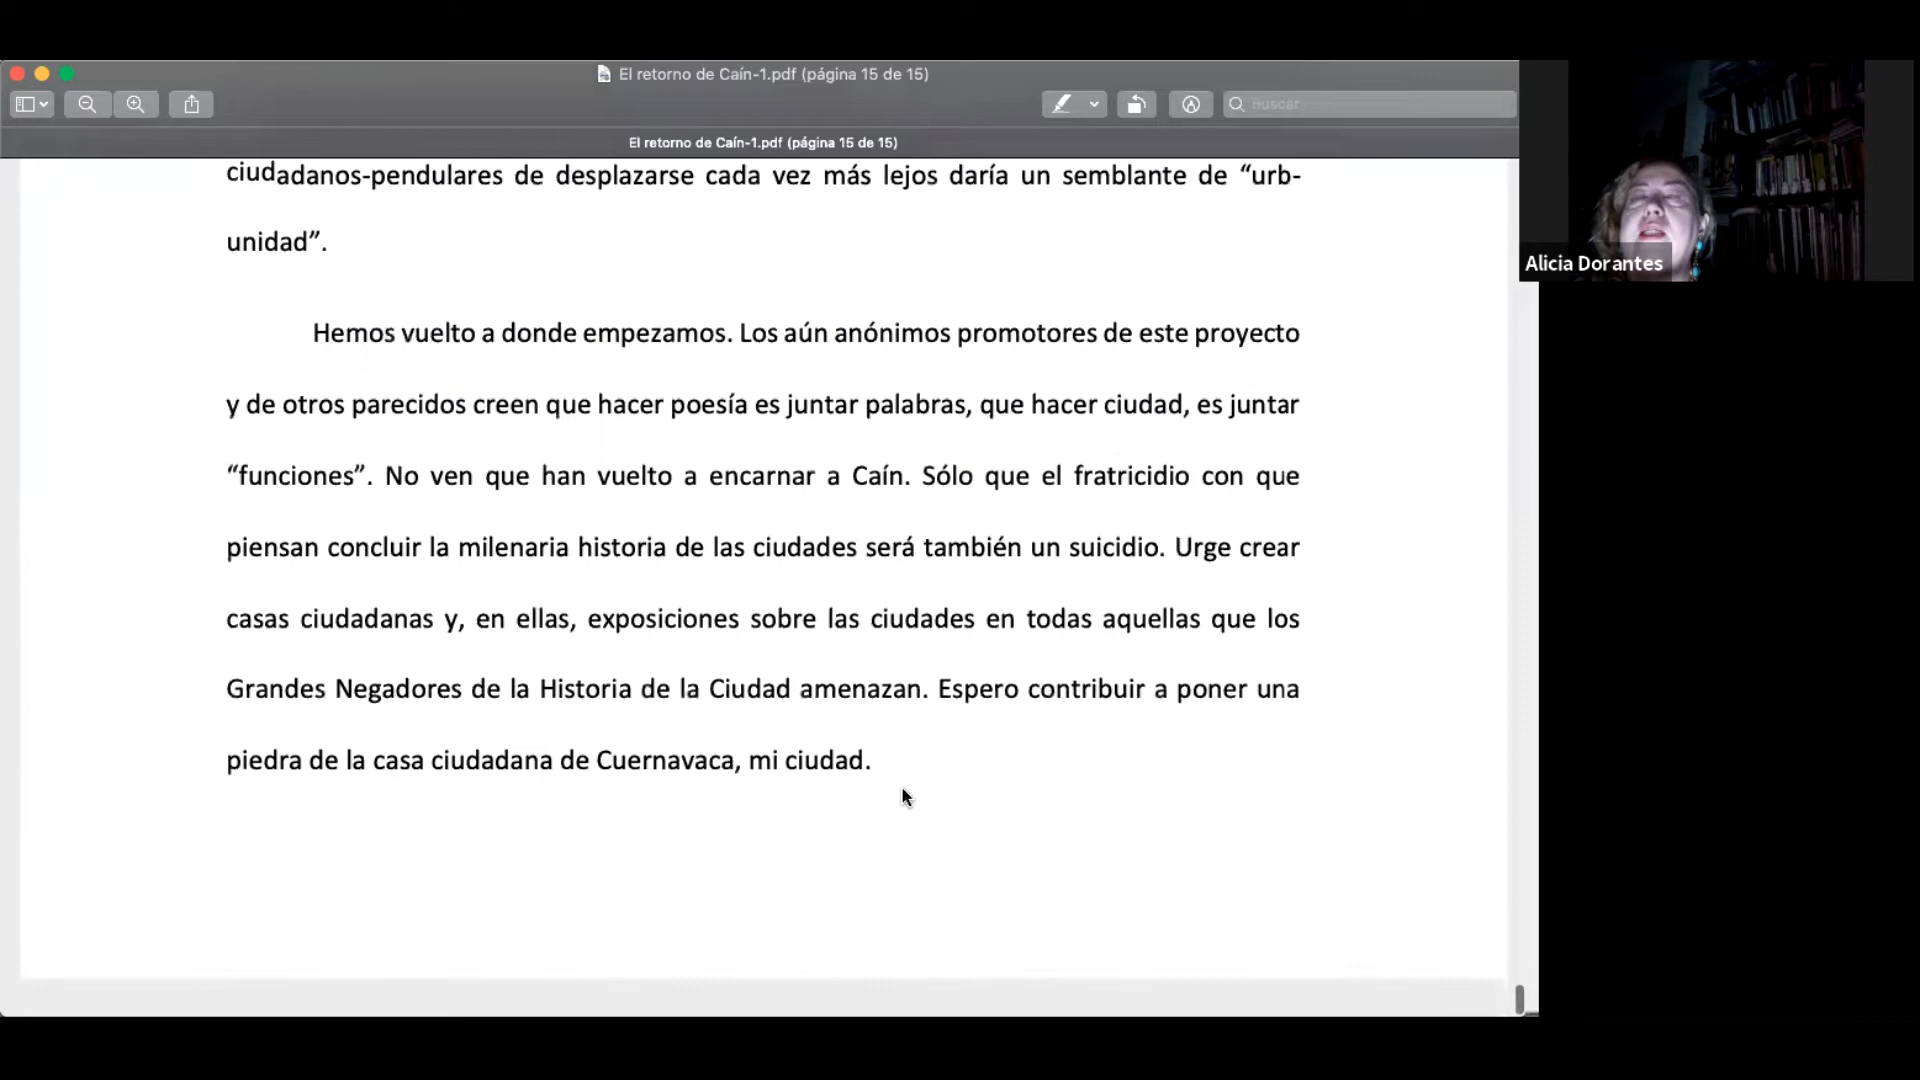 El retorno de Caín-1.pdf (página 15 de 15)
El retorno de Caín-1.pdf (página 15 de 15)
ciudadanos-pendulares de desplazarse cada vez más lejos daría un semblante de “urb-
unidad”.
Hemos vuelto a donde empezamos. Los aún anónimos promotores de este proyecto
y de otros parecidos creen que hacer poesía es juntar palabras, que hacer ciudad, es juntar
“funciones”. No ven que han vuelto a encarnar a Caín. Sólo que el fratricidio con que
piensan concluir la milenaria historia de las ciudades será también un suicidio. Urge crear
casas ciudadanas y, en ellas, exposiciones sobre las ciudades en todas aquellas que los
Grandes Negadores de la Historia de la Ciudad amenazan. Espero contribuir a poner una
piedra de la casa ciudadana de Cuernavaca, mi ciudad.
Alicia Dorantes